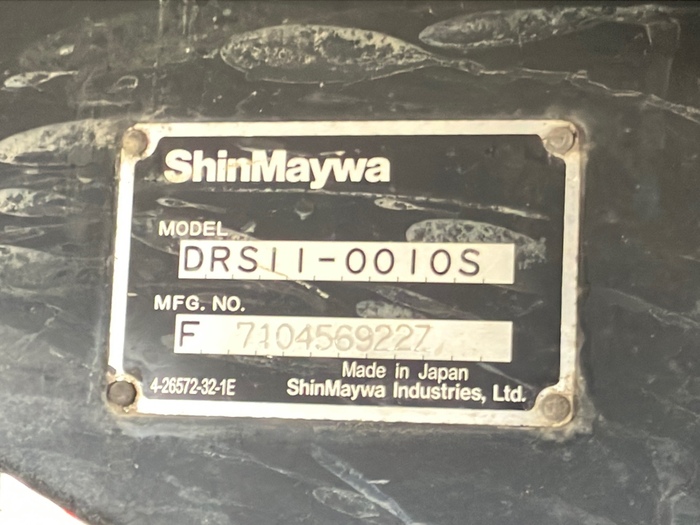 ShinMaywa
MODEL
DRS11-0010S
MFG. NO.
F 7104569227
Made in Japan
4-26572-32-1E ShinMaywa Industries, Ltd.